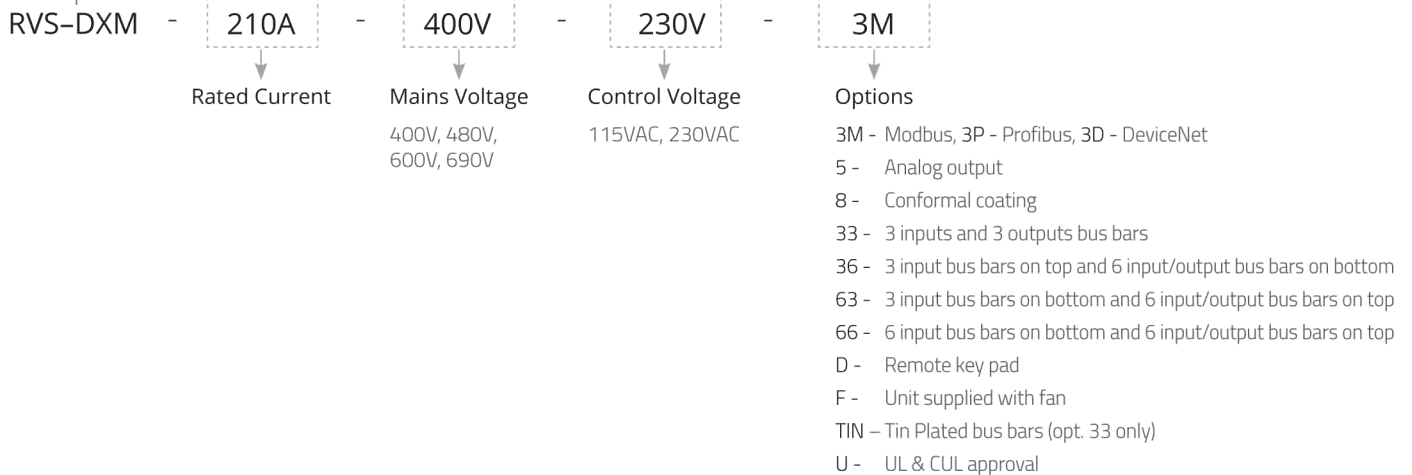 RVS–DXM - 210A - 400V - 230V - 3M
Rated Current
Mains Voltage
400V, 480V,
600V, 690V
Control Voltage
115VAC, 230VAC
Options
3M - Modbus, 3P - Profibus, 3D - DeviceNet
5 - Analog output
8 - Conformal coating
33 - 3 inputs and 3 outputs bus bars
36 - 3 input bus bars on top and 6 input/output bus bars on bottom
63 - 3 input bus bars on bottom and 6 input/output bus bars on top
66 - 6 input bus bars on bottom and 6 input/output bus bars on top
D - Remote key pad
F - Unit supplied with fan
TIN – Tin Plated bus bars (opt. 33 only)
U - UL & CUL approval